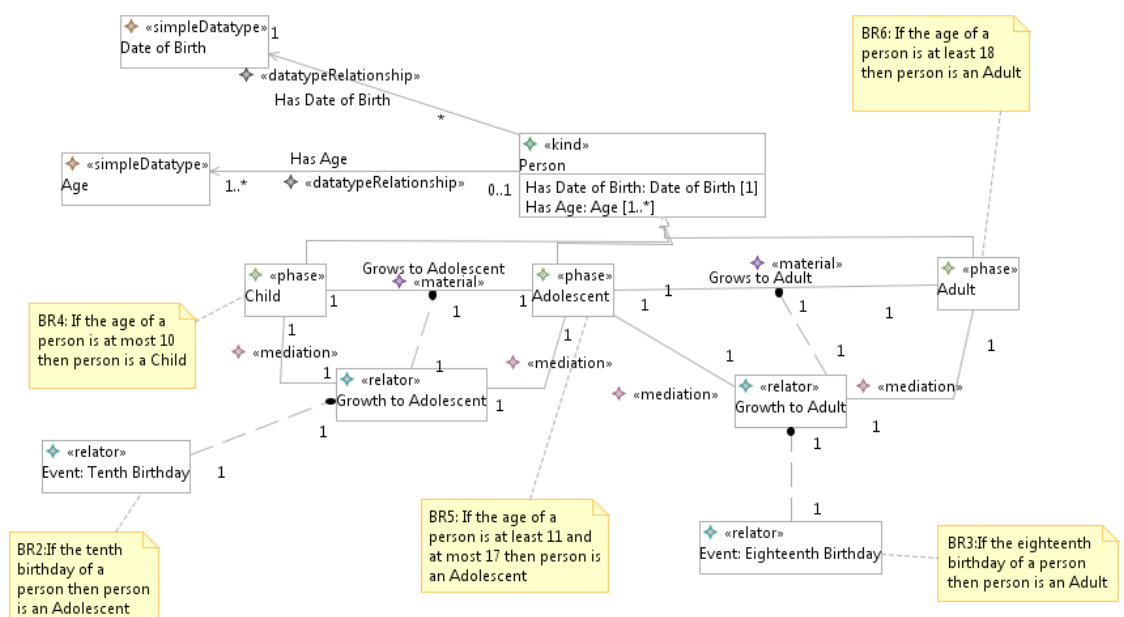 «simpleDatatype»
Date of Birth
1
«datatypeRelationship»
Has Date of Birth
*
BR6: If the age of a
person is at least 18
then person is an Adult
«simpleDatatype»
Age
1..*
Has Age
«datatypeRelationship»
0..1
«kind»
Person
Has Date of Birth: Date of Birth [1]
Has Age: Age [1..*]
«phase»
Child
1
Grows to Adolescent
«material»
1
1
«phase»
Adolescent
1
1
«material»
Grows to Adult
1
1
«phase»
Adult
BR4: If the age of a
person is at most 10
then person is a Child
1
«mediation»
1
1
1
«mediation»
1
1
«mediation»
1
«mediation»
1
«relator»
Growth to Adolescent
1
«relator»
Growth to Adult
1
1
1
1
«relator»
Event: Tenth Birthday
1
BR2:If the tenth
birthday of a
person then person
is an Adolescent
BR5: If the age of a
person is at least 11 and
at most 17 then person is
an Adolescent
«relator»
Event: Eighteenth Birthday
BR3:If the eighteenth
birthday of a person
then person is an Adult